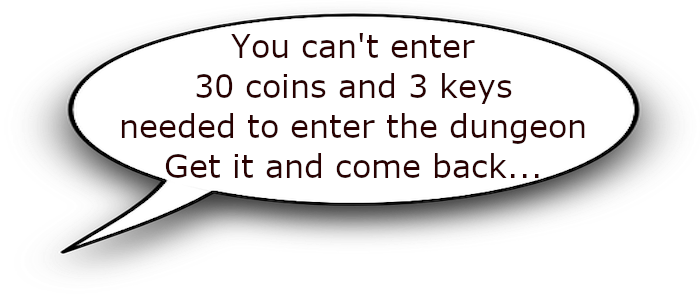 You can't enter
30 coins and 3 keys
needed to enter the dungeon
Get it and come back...